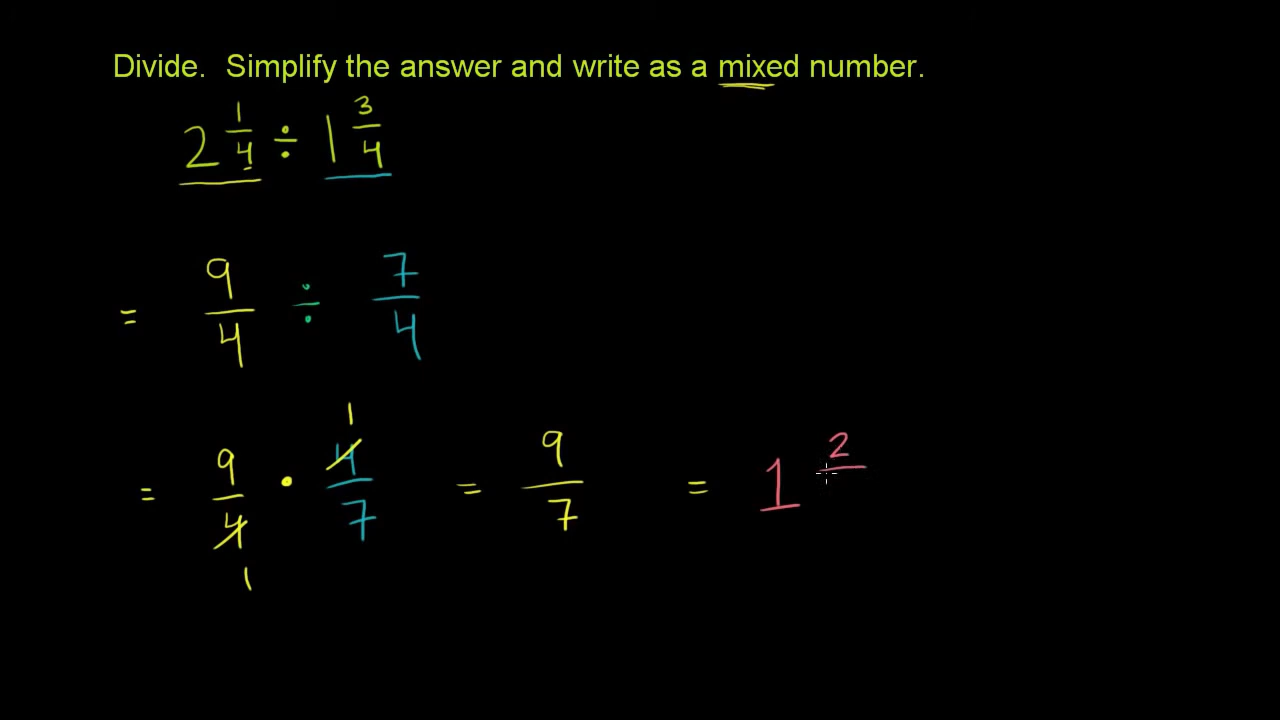 Divide. Simplify the answer and write as a mixed number.
2 1/4 ÷ 1 3/4
= 9/4 ÷ 7/4
= 9/4 1 · 1 4/7 = 9/7 = 1 2/